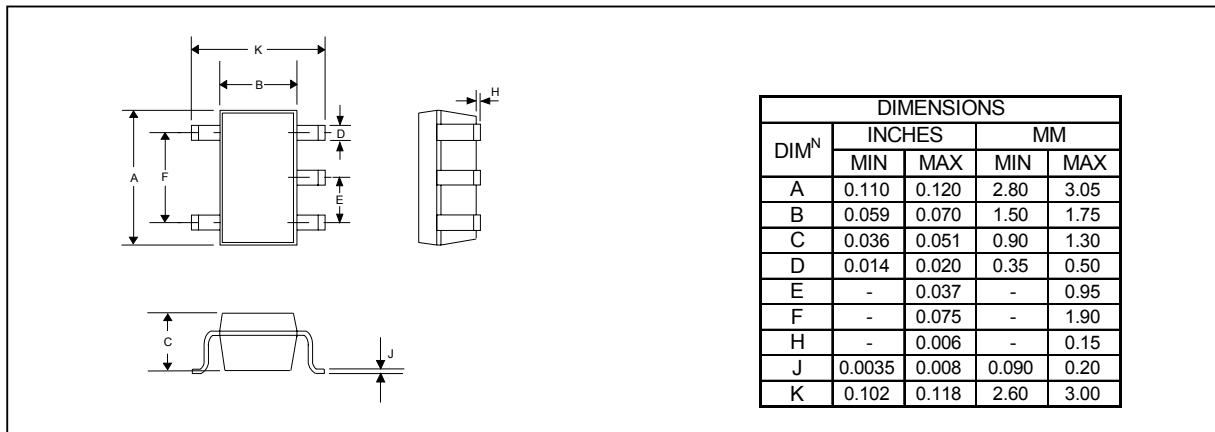 K
B
H
D
A
F
E
C
J
DIMENSIONS
DIMN INCHES MM
MIN MAX MIN MAX
A 0.110 0.120 2.80 3.05
B 0.059 0.070 1.50 1.75
C 0.036 0.051 0.90 1.30
D 0.014 0.020 0.35 0.50
E - 0.037 - 0.95
F - 0.075 - 1.90
H - 0.006 - 0.15
J 0.0035 0.008 0.090 0.20
K 0.102 0.118 2.60 3.00